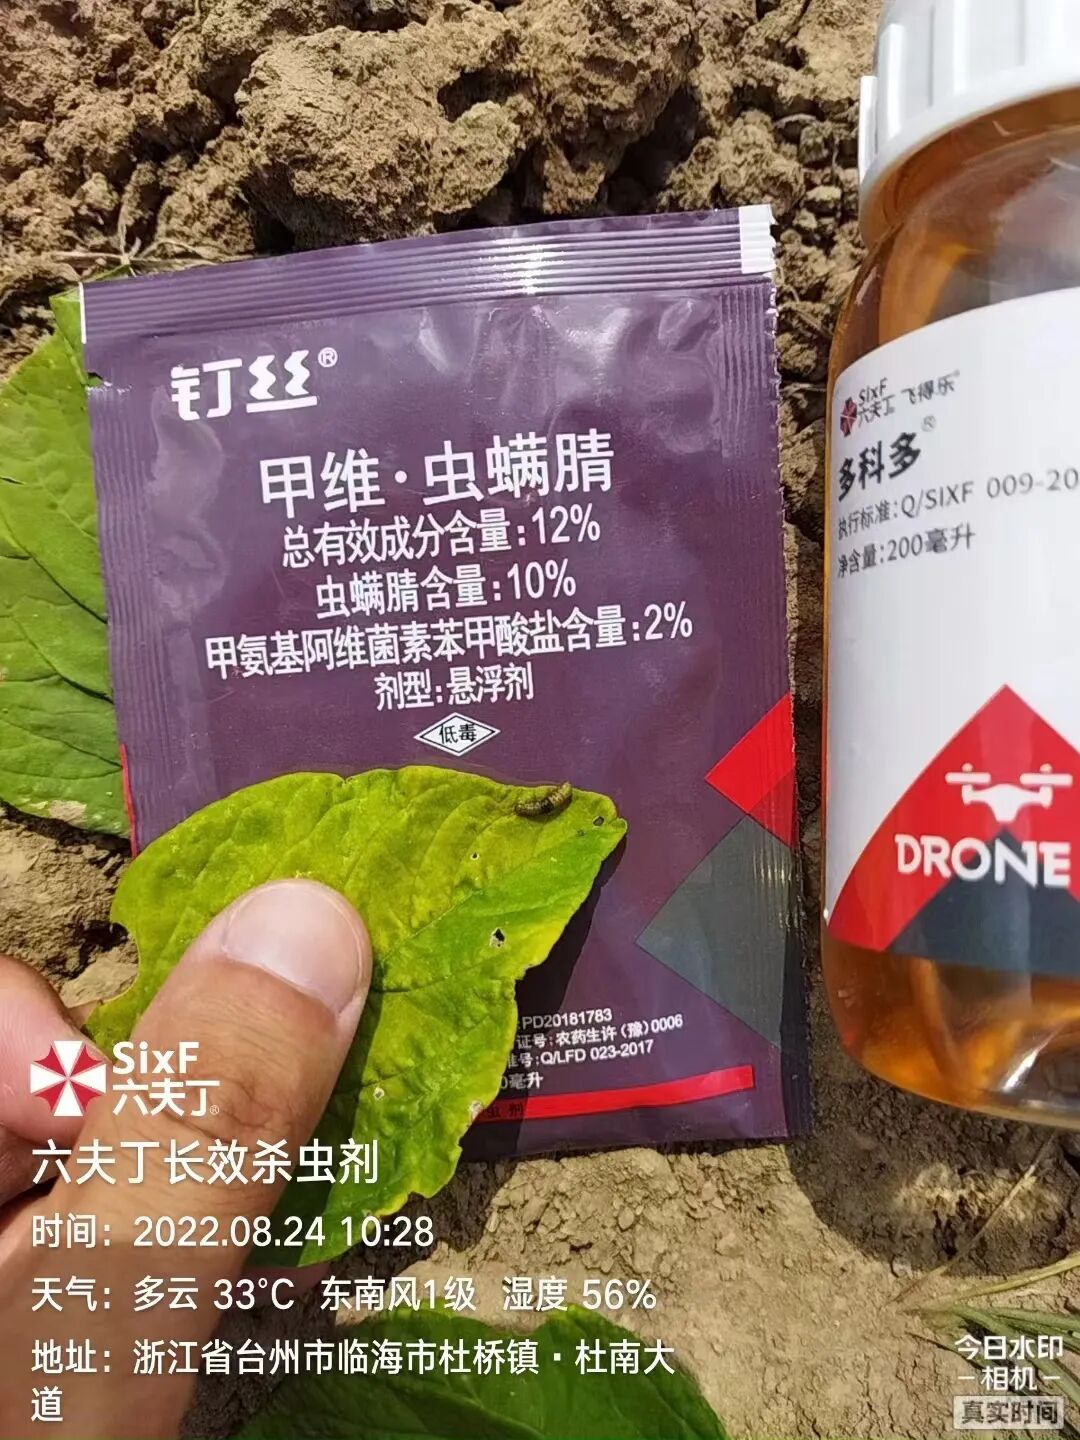 钉丝®
甲维·虫螨腈
总有效成分含量:12%
虫螨腈含量:10%
甲氨基阿维菌素苯甲酸盐含量:2%
剂型:悬浮剂
低毒
:PD20181783
证号:农药生许(豫)0006
准号:Q/LFD 023-2017
0毫升
虫 剂
SixF
六夫丁 飞得乐®
多科多®
执行标准:Q/SIXF 009-20
净含量:200毫升
DRONE
SixF
六夫丁®
六夫丁长效杀虫剂
时间: 2022.08.24 10:28
天气: 多云 33°C 东南风1级 湿度 56%
地址: 浙江省台州市临海市杜桥镇·杜南大
道
今日水印
-相机-
真实时间